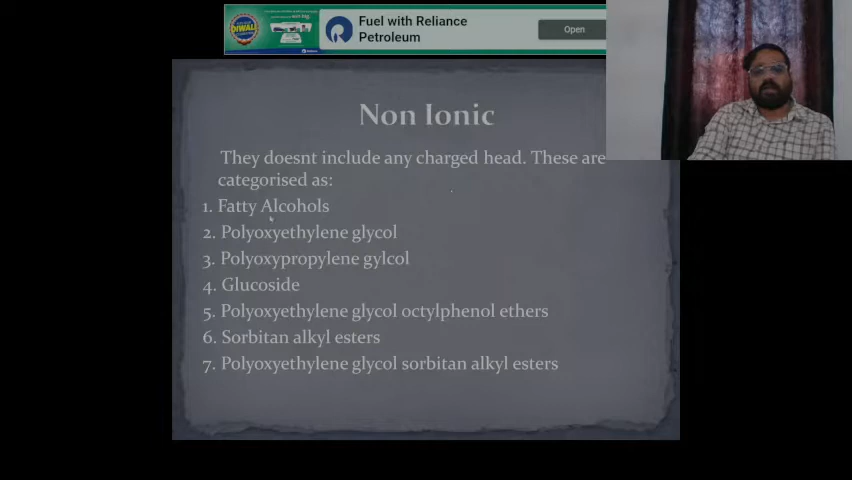 Fuel with Reliance
Petroleum
Open
DIWALI
Non Ionic
They doesnt include any charged head. These are
categorised as:
1. Fatty Alcohols
2. Polyoxyethylene glycol
3. Polyoxypropylene gylcol
4. Glucoside
5. Polyoxyethylene glycol octylphenol ethers
6. Sorbitan alkyl esters
7. Polyoxyethylene glycol sorbitan alkyl esters